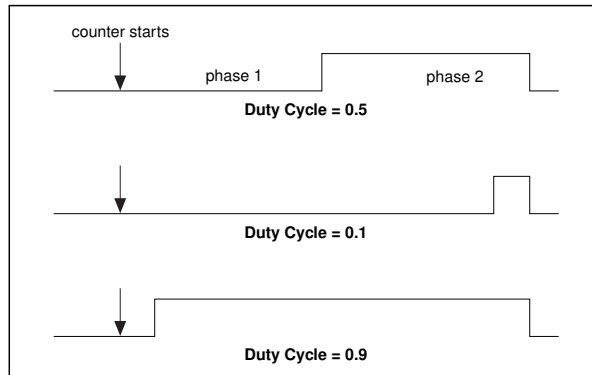 counter starts
phase 1
phase 2
Duty Cycle = 0.5
Duty Cycle = 0.1
Duty Cycle = 0.9